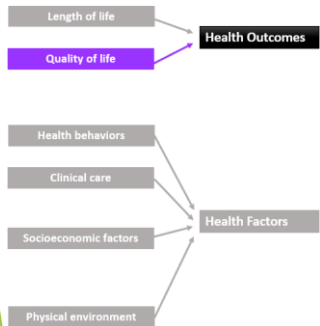 Length of life
Health Outcomes
Quality of life
Health behaviors
Clinical care
Health Factors
Socioeconomic factors
Physical environment